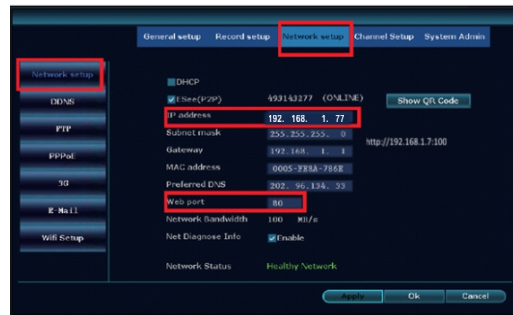 General setup Record setup Network setup Channel Setup System Admin
Network setup
DDNS
FTP
PPPoE
3G
E-Mail
Wifi Setup
DHCP
ESee(P2P) 493143277 (ONLINE) Show QR Code
IP address 192. 168. 1. 77
Subnet mask 255.255.255. 0
http://192.168.1.7:100
Gateway 192.168. 1. 1
MAC address
Preferred DNS 202. 96.134. 33
Web port 80
Network Bandwidth 100 MB/s
Net Diagnose Info Enable
Network Status Healthy Network
Apply Ok Cancel